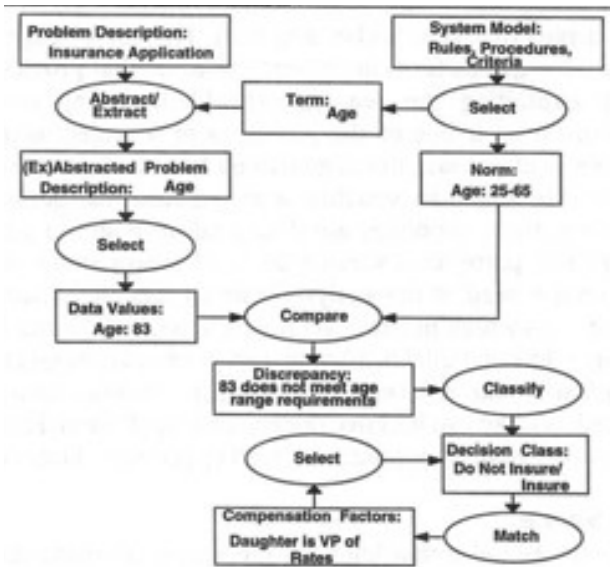 Problem Description:
Insurance Application
System Model:
Rules, Procedures,
Criteria
Abstract/
Extract
Term:
Age
Select
(Ex)Abstracted Problem
Description: Age
Norm:
Age: 25-65
Select
Data Values:
Age: 83
Compare
Discrepancy:
83 does not meet age
range requirements
Classify
Select
Decision Class:
Do Not Insure/
Insure
Compensation Factors:
Daughter is VP of
Rates
Match